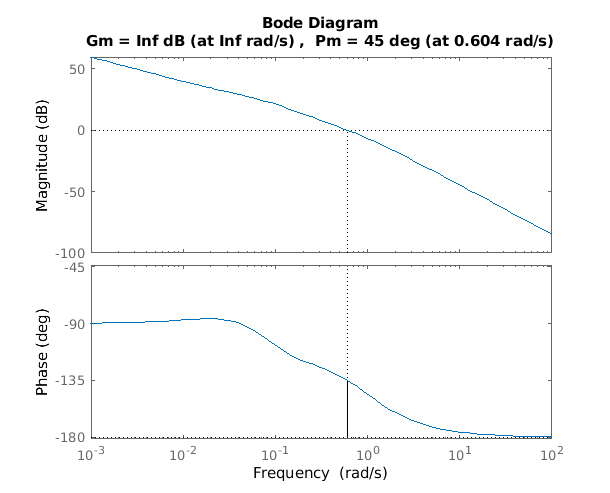 Bode Diagram
Gm = Inf dB (at Inf rad/s) ,  Pm = 45 deg (at 0.604 rad/s)
50
0
-50
-100
Magnitude (dB)
-45
-90
-135
-180
Phase (deg)
10^-3 10^-2 10^-1 10^0 10^1 10^2
Frequency  (rad/s)